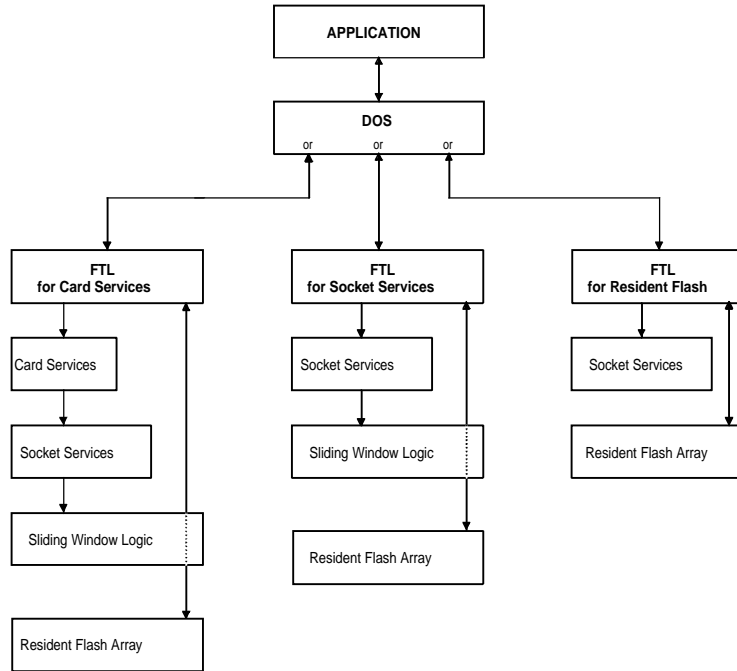 APPLICATION
DOS
or or or
FTL
for Card Services
Card Services
Socket Services
Sliding Window Logic
Resident Flash Array
FTL
for Socket Services
Socket Services
Sliding Window Logic
Resident Flash Array
FTL
for Resident Flash
Socket Services
Resident Flash Array